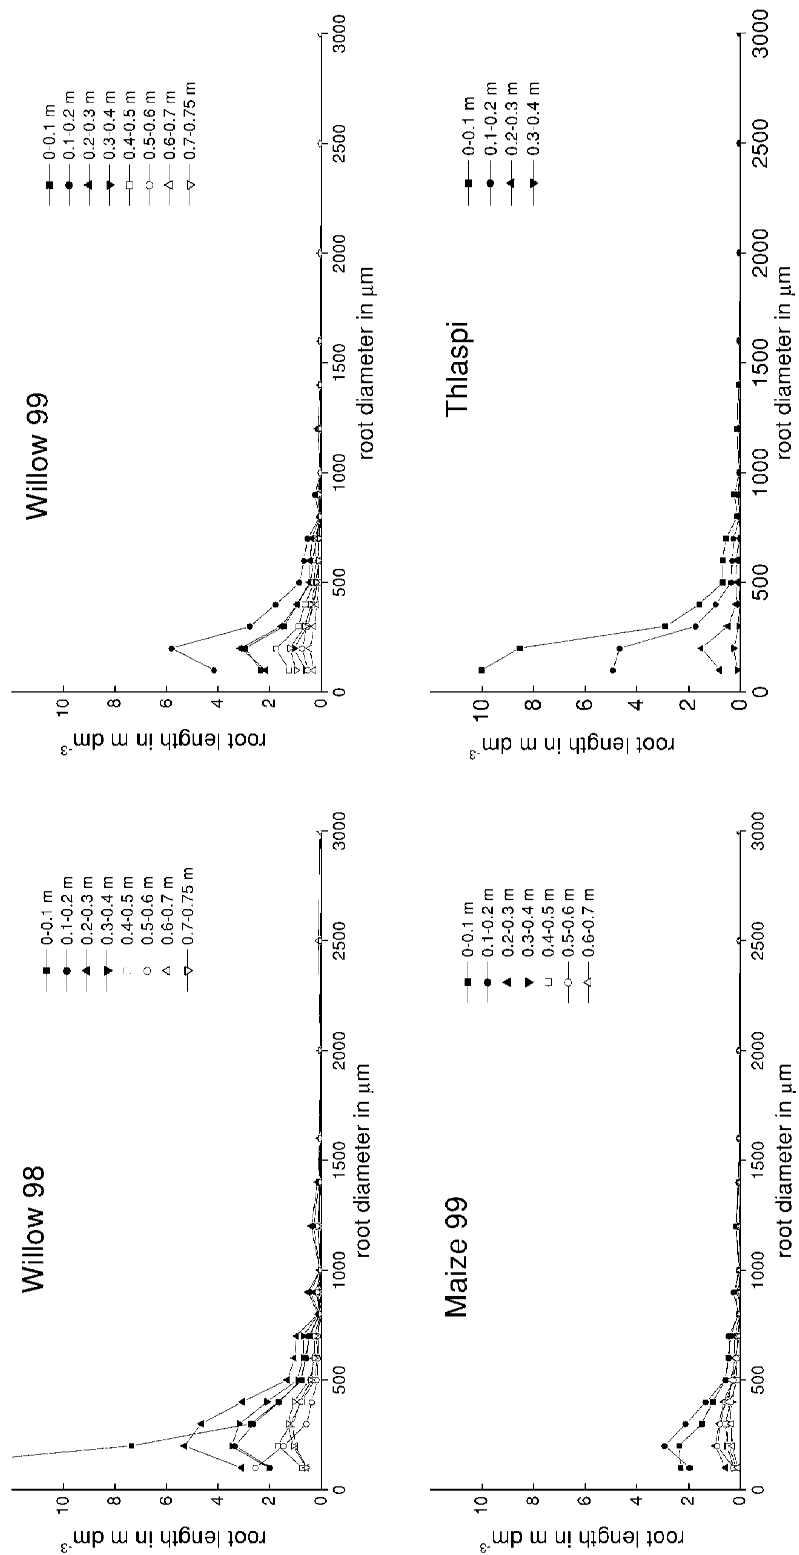 Willow 98
0-0.1 m
0.1-0.2 m
0.2-0.3 m
0.3-0.4 m
0.4-0.5 m
0.5-0.6 m
0.6-0.7 m
0.7-0.75 m
root length in m dm-3
10
8
6
4
2
0
0 500 1000 1500 2000 2500 3000
root diameter in µm
Willow 99
0-0.1 m
0.1-0.2 m
0.2-0.3 m
0.3-0.4 m
0.4-0.5 m
0.5-0.6 m
0.6-0.7 m
0.7-0.75 m
root length in m dm-3
10
8
6
4
2
0
0 500 1000 1500 2000 2500 3000
root diameter in µm
Maize 99
0-0.1 m
0.1-0.2 m
0.2-0.3 m
0.3-0.4 m
0.4-0.5 m
0.5-0.6 m
0.6-0.7 m
root length in m dm-3
10
8
6
4
2
0
0 500 1000 1500 2000 2500 3000
root diameter in µm
Thlaspi
0-0.1 m
0.1-0.2 m
0.2-0.3 m
0.3-0.4 m
root length in m dm-3
10
8
6
4
2
0
0 500 1000 1500 2000 2500 3000
root diameter in µm